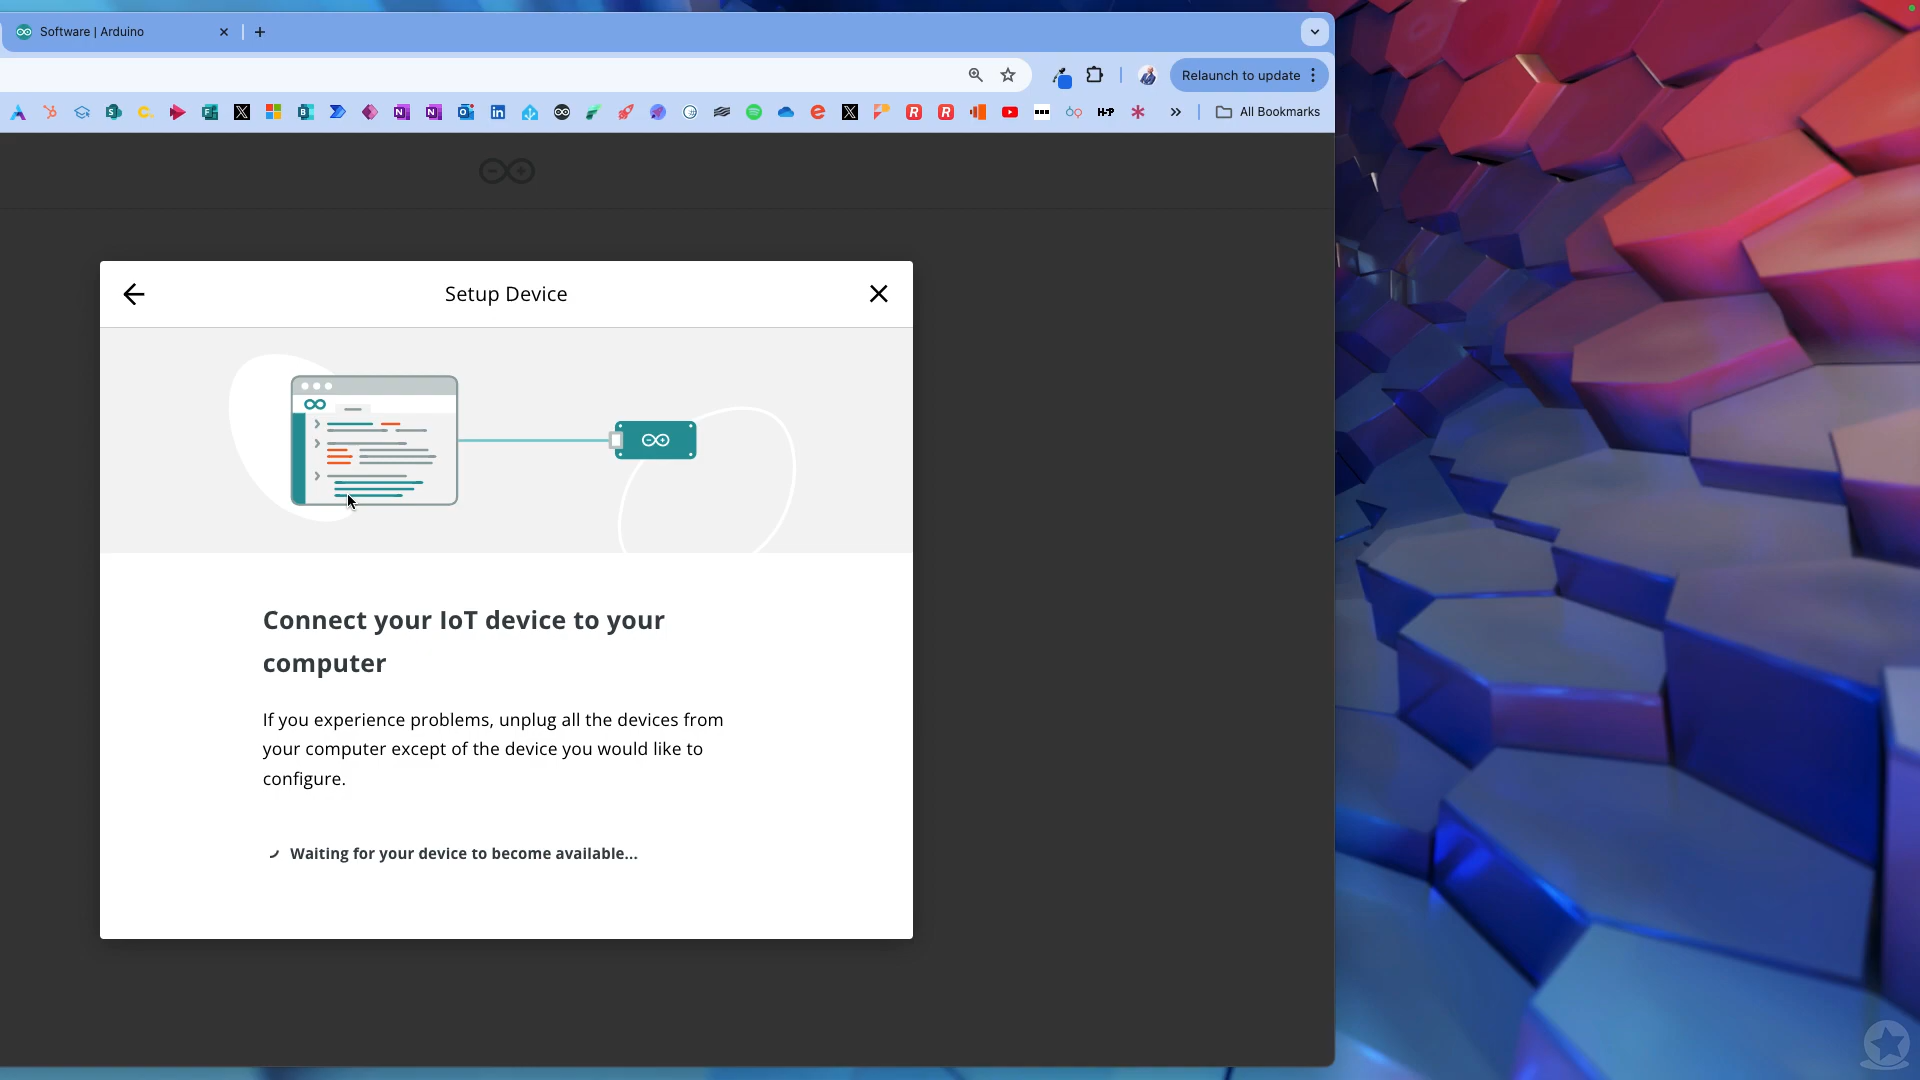 Software | Arduino
Relaunch to update
All Bookmarks
Setup Device
Connect your IoT device to your
computer
If you experience problems, unplug all the devices from
your computer except of the device you would like to
configure.
Waiting for your device to become available...